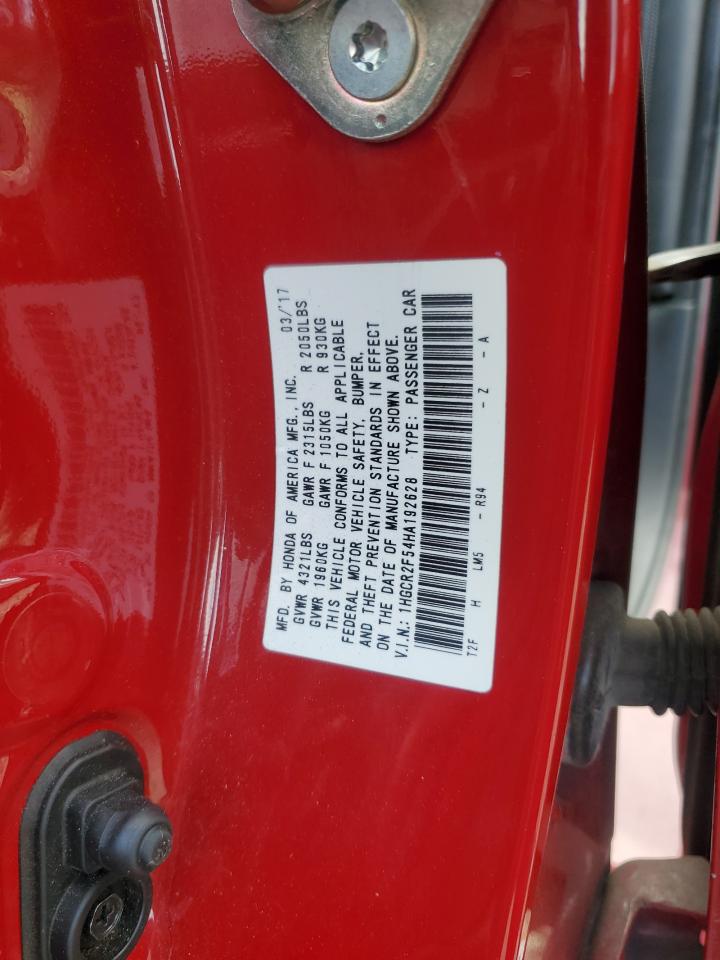 MFD. BY HONDA OF AMERICA MFG., INC. 03/'17
GVWR 4321LBS GAWR F 2315LBS R 2050LBS
GVWR 1960KG GAWR F 1050KG R 930KG
THIS VEHICLE CONFORMS TO ALL APPLICABLE
FEDERAL MOTOR VEHICLE SAFETY, BUMPER,
AND THEFT PREVENTION STANDARDS IN EFFECT
ON THE DATE OF MANUFACTURE SHOWN ABOVE.
V.I.N.: 1HGCR2F54HA192628 TYPE: PASSENGER CAR
T2F H LM5 - R94 - Z - A